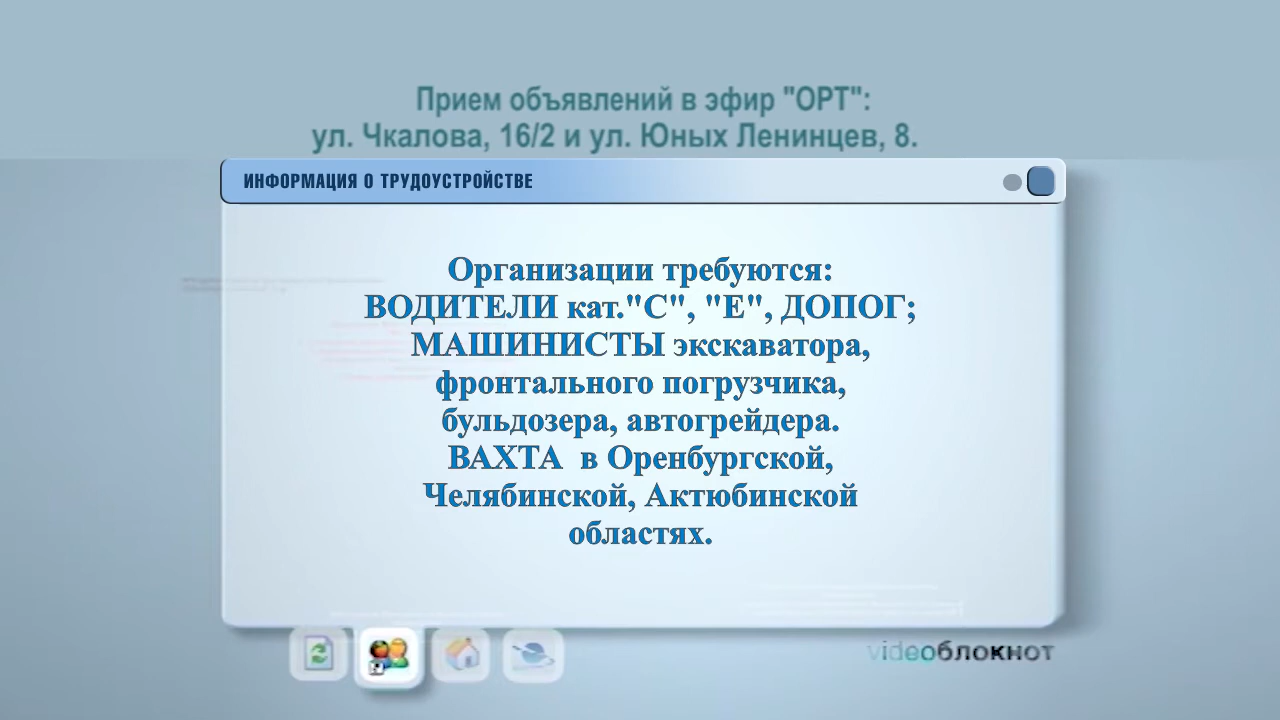 Прием объявлений в эфир "ОРТ":
ул. Чкалова, 16/2 и ул. Юных Ленинцев, 8.
ИНФОРМАЦИЯ О ТРУДОУСТРОЙСТВЕ
Организации требуются:
ВОДИТЕЛИ кат."С", "Е", ДОПОГ;
МАШИНИСТЫ экскаватора,
фронтального погрузчика,
бульдозера, автогрейдера.
ВАХТА в Оренбургской,
Челябинской, Актюбинской
областях.
videoблокнот